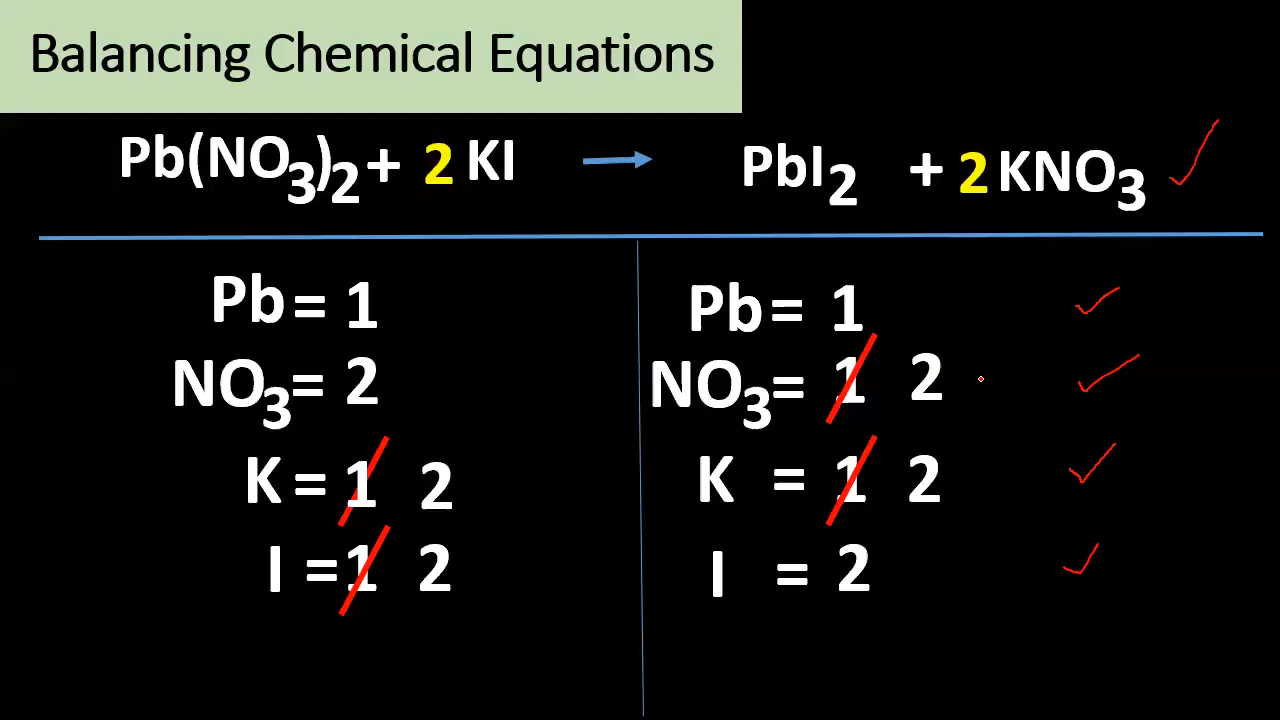 Balancing Chemical Equations
Pb(NO3)2 + 2 KI → PbI2 + 2 KNO3
Pb = 1
NO3 = 2
K = 1 2
I = 1 2
Pb = 1
NO3 = 1 2
K = 1 2
I = 2